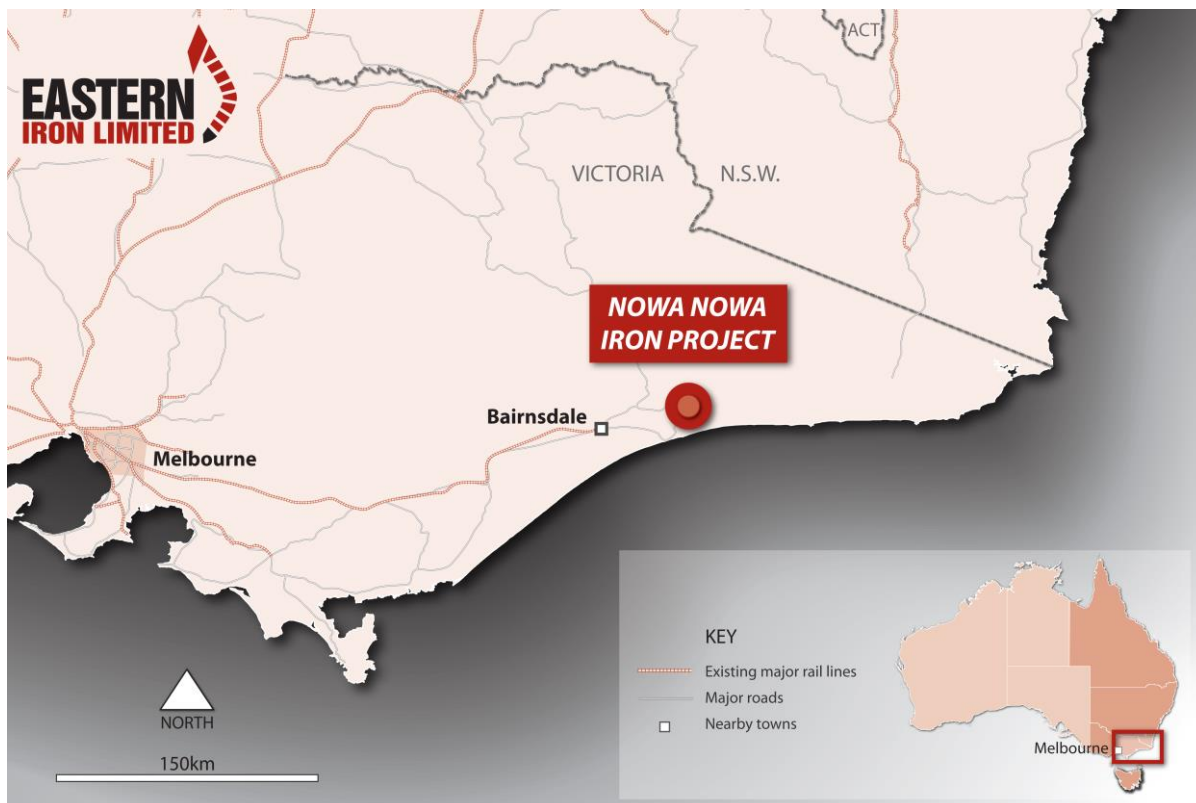 EASTERN
IRON LIMITED
ACT
VICTORIA
N.S.W.
NOWA NOWA
IRON PROJECT
Bairnsdale
Melbourne
NORTH
150km
KEY
Existing major rail lines
Major roads
Nearby towns
Melbourne